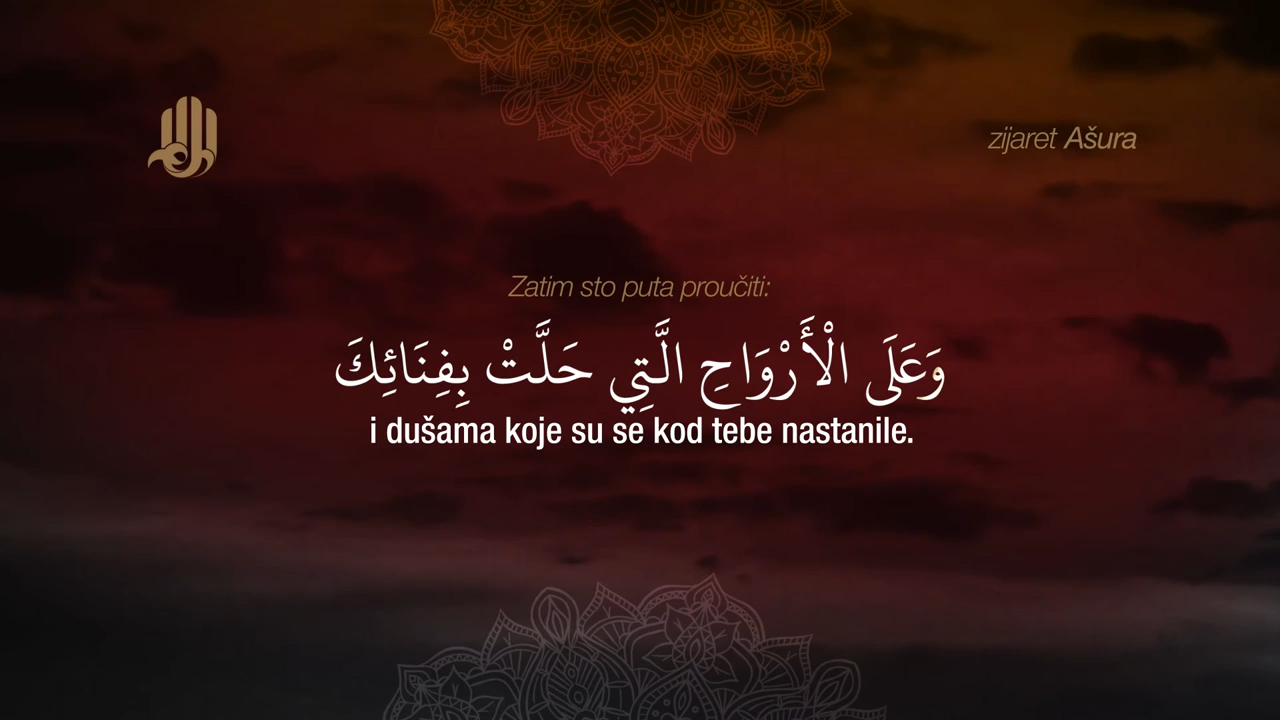 zijaret Ašura
Zatim sto puta proučiti:
وَعَلَى الْأَرْوَاحِ الَّتِي حَلَّتْ بِفِنَائِكَ
i dušama koje su se kod tebe nastanile.